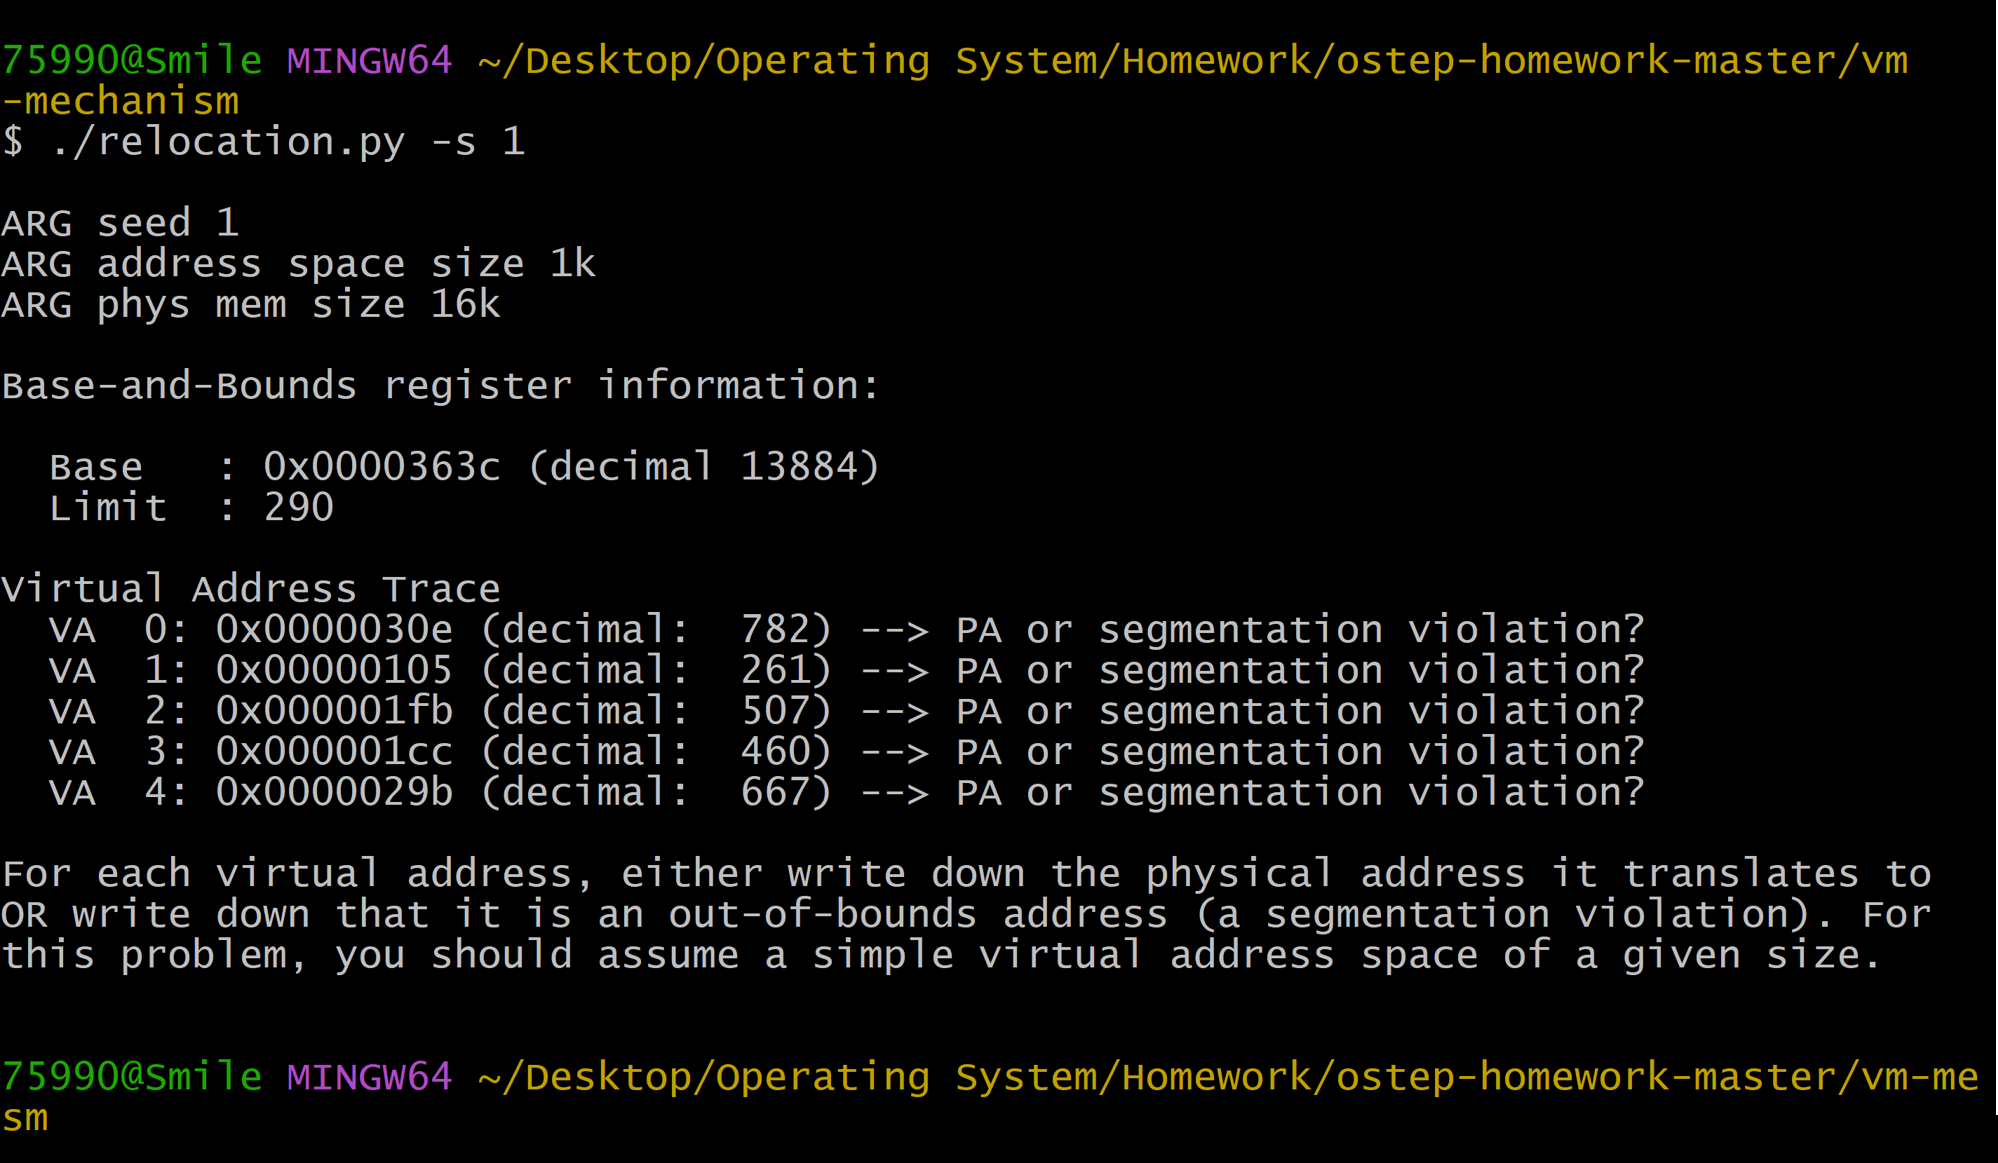 75990@Smile MINGW64 ~/Desktop/Operating System/Homework/ostep-homework-master/vm
-mechanism
$ ./relocation.py -s 1
ARG seed 1
ARG address space size 1k
ARG phys mem size 16k
Base-and-Bounds register information:
Base   : 0x0000363c (decimal 13884)
Limit  : 290
Virtual Address Trace
VA  0: 0x0000030e (decimal:  782) --> PA or segmentation violation?
VA  1: 0x00000105 (decimal:  261) --> PA or segmentation violation?
VA  2: 0x000001fb (decimal:  507) --> PA or segmentation violation?
VA  3: 0x000001cc (decimal:  460) --> PA or segmentation violation?
VA  4: 0x0000029b (decimal:  667) --> PA or segmentation violation?
For each virtual address, either write down the physical address it translates to
OR write down that it is an out-of-bounds address (a segmentation violation). For
this problem, you should assume a simple virtual address space of a given size.
75990@Smile MINGW64 ~/Desktop/Operating System/Homework/ostep-homework-master/vm-me
sm